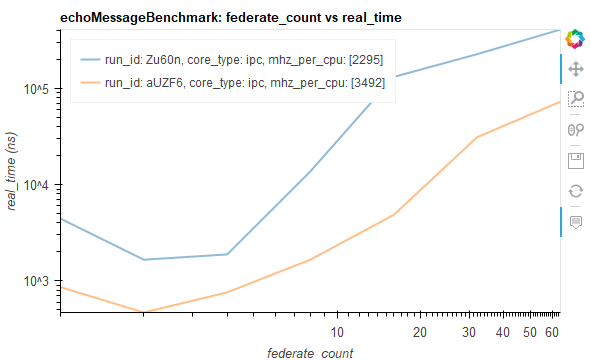 echoMessageBenchmark: federate_count vs real_time
run_id: Zu60n, core_type: ipc, mhz_per_cpu: [2295]
run_id: aUZF6, core_type: ipc, mhz_per_cpu: [3492]
real_time (ns)
10^5
10^4
10^3
10 20 30 40 50 60
federate_count